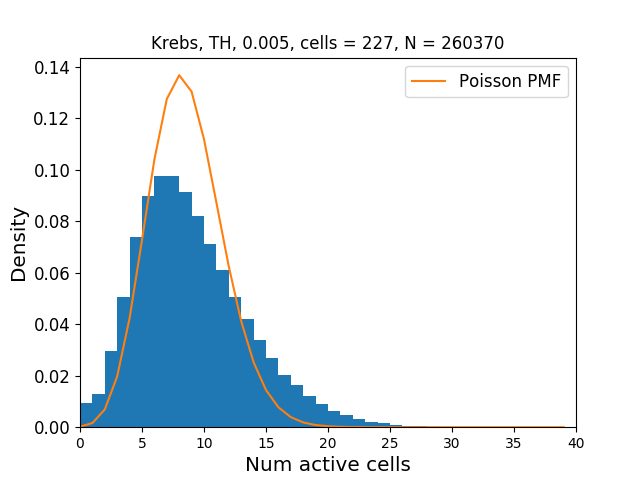 Krebs, TH, 0.005, cells = 227, N = 260370
Poisson PMF
Density
0.14
0.12
0.10
0.08
0.06
0.04
0.02
0.00
0 5 10 15 20 25 30 35 40
Num active cells